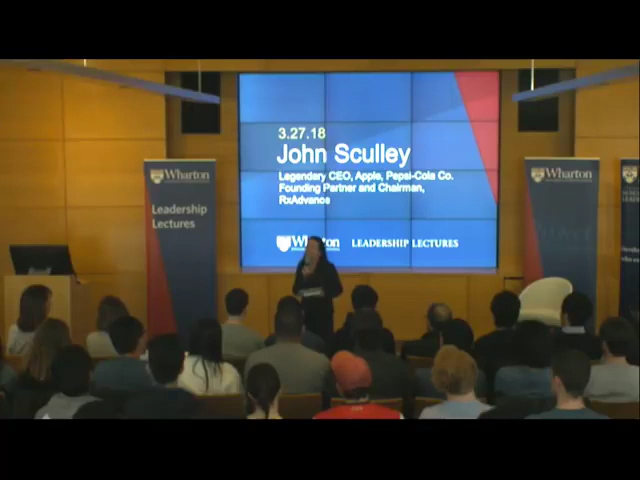 3.27.18
John Sculley
Legendary CEO, Apple, Pepsi-Cola Co.
Founding Partner and Chairman,
RxAdvance
Wharton
LEADERSHIP LECTURES
Wharton
Leadership
Lectures
Wharton